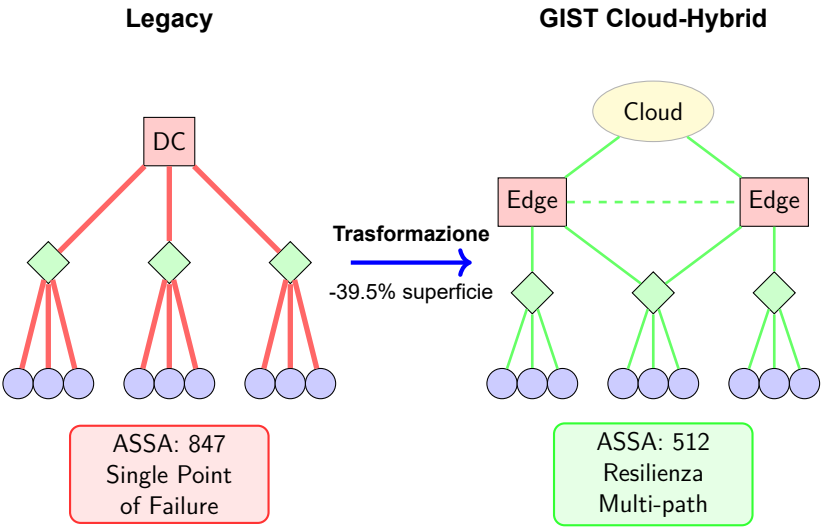 Legacy
GIST Cloud-Hybrid
Cloud
DC
Edge
Edge
Trasformazione
-39.5% superficie
ASSA: 847
Single Point
of Failure
ASSA: 512
Resilienza
Multi-path